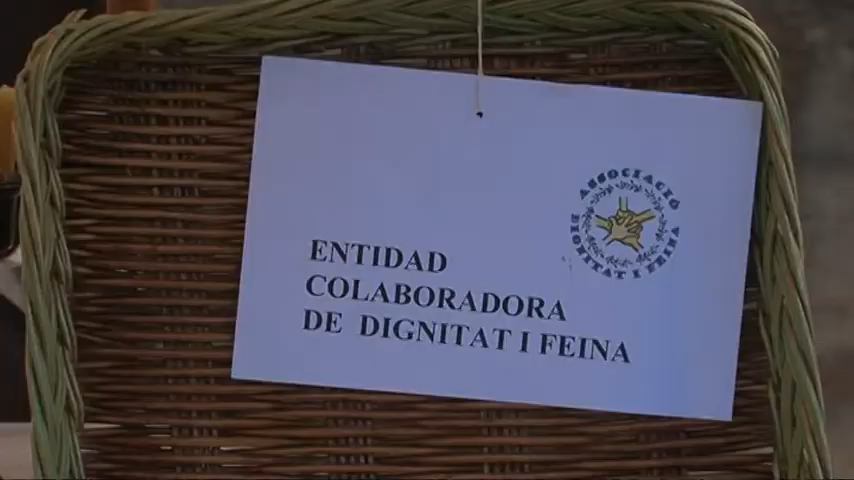 ASSOCIACIÓ
DIGNITAT I FEINA
ENTIDAD
COLABORADORA
DE DIGNITAT I FEINA